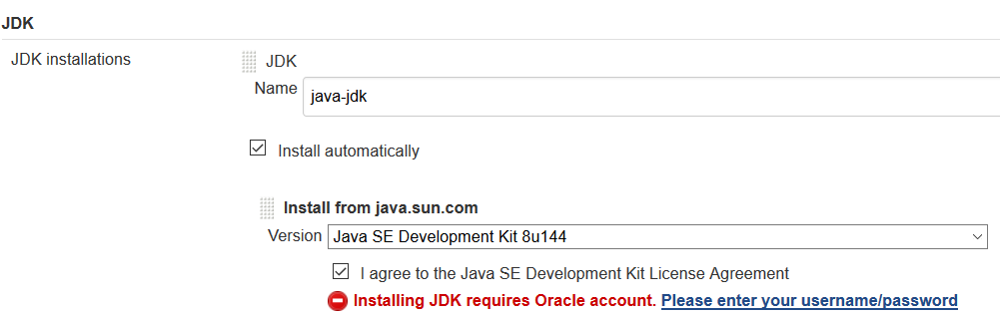 JDK
JDK installations
JDK
Name
java-jdk
Install automatically
Install from java.sun.com
Version Java SE Development Kit 8u144
I agree to the Java SE Development Kit License Agreement
Installing JDK requires Oracle account. Please enter your username/password